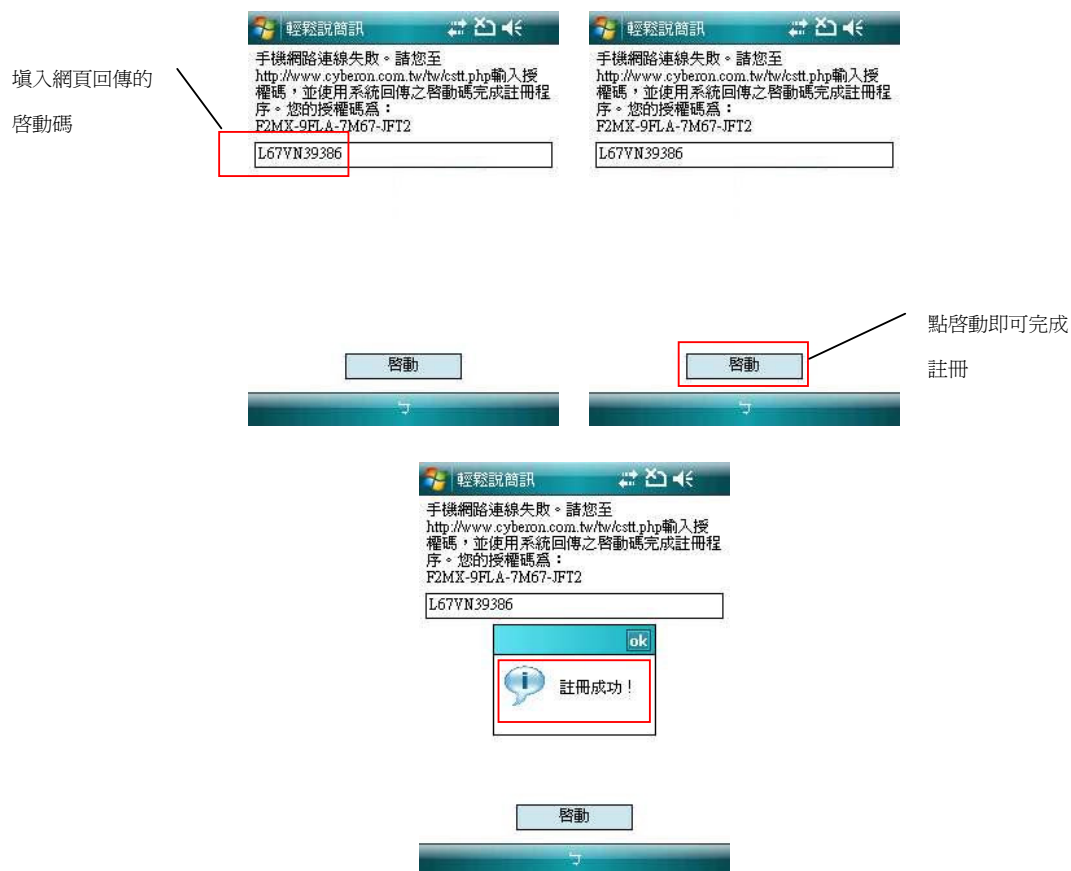 輕鬆說簡訊
手機網路連線失敗。請您至
http://www.cyberon.com.tw/tw/cstt.php輸入授
權碼，並使用系統回傳之啓動碼完成註冊程
序。您的授權碼爲：
F2MX-9FLA-7M67-JFT2
L67VN39386
啓動
ㄅ
填入網頁回傳的
啓動碼
輕鬆說簡訊
手機網路連線失敗。請您至
http://www.cyberon.com.tw/tw/cstt.php輸入授
權碼，並使用系統回傳之啓動碼完成註冊程
序。您的授權碼爲：
F2MX-9FLA-7M67-JFT2
L67VN39386
啓動
ㄅ
點啓動即可完成
註冊
輕鬆說簡訊
手機網路連線失敗。請您至
http://www.cyberon.com.tw/tw/cstt.php輸入授
權碼，並使用系統回傳之啓動碼完成註冊程
序。您的授權碼爲：
F2MX-9FLA-7M67-JFT2
L67VN39386
ok
註冊成功！
啓動
ㄅ